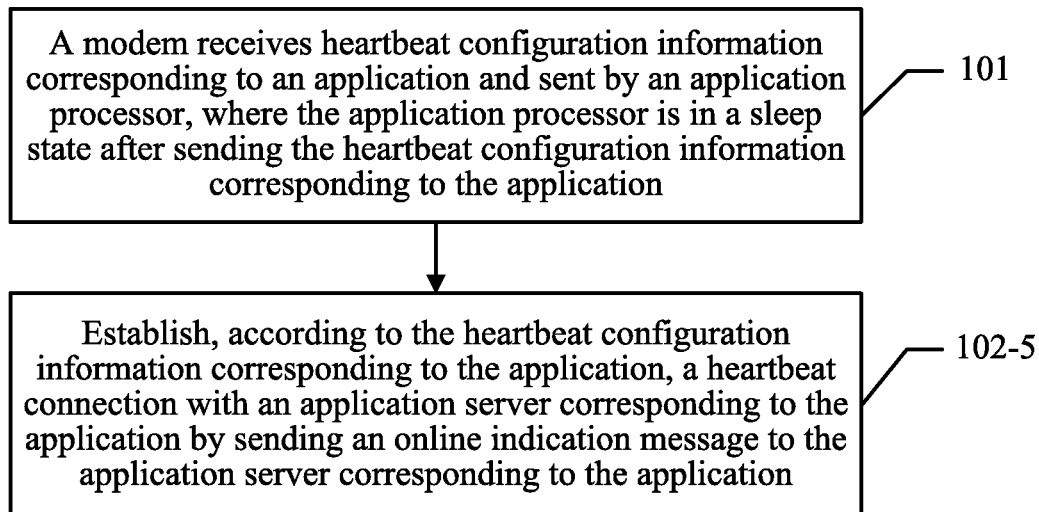 A modem receives heartbeat configuration information
corresponding to an application and sent by an application
processor, where the application processor is in a sleep
state after sending the heartbeat configuration information
corresponding to the application
101
Establish, according to the heartbeat configuration
information corresponding to the application, a heartbeat
connection with an application server corresponding to the
application by sending an online indication message to the
application server corresponding to the application
102-5